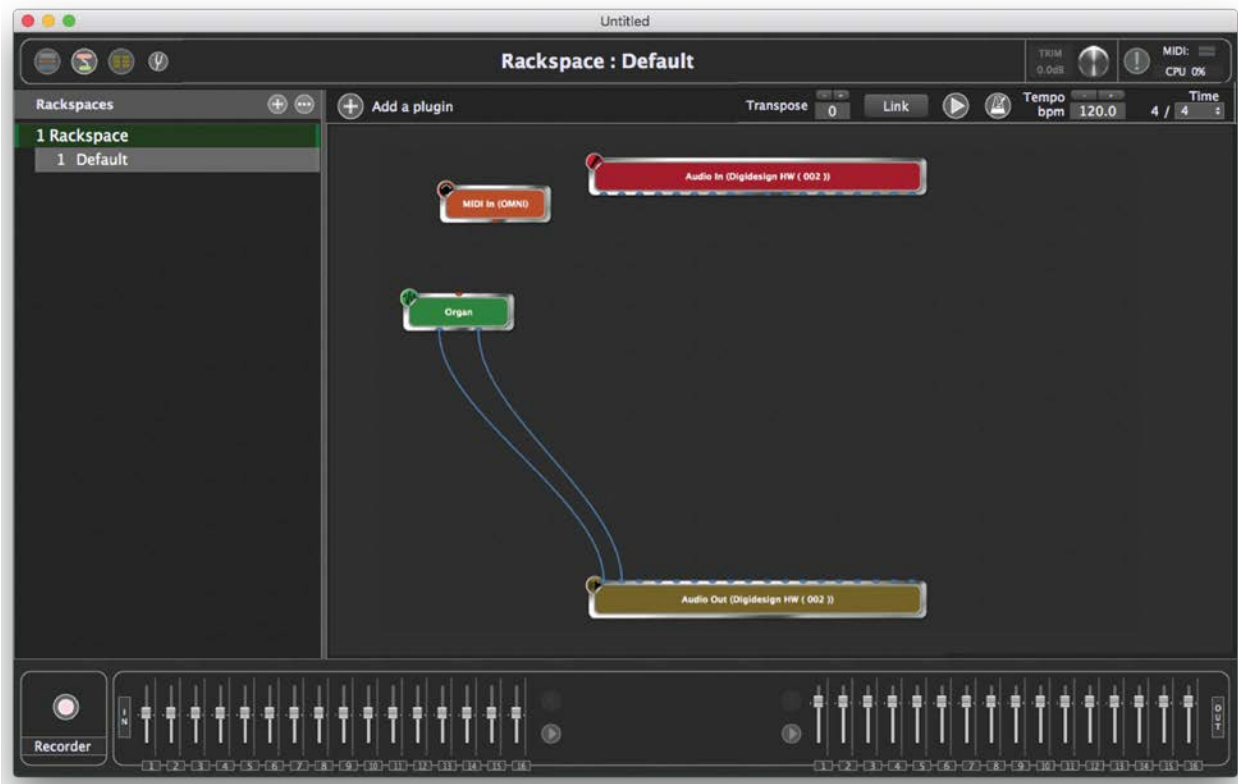 Untitled
Rackspace : Default
TRIM
0.0dB
MIDI:
CPU 0%
Rackspaces
Add a plugin
Transpose
0
Link
Tempo
bpm
120.0
Time
4 / 4
1 Rackspace
1 Default
Audio In (Digidesign HW ( 002 ))
MIDI In (OMNI)
Organ
Audio Out (Digidesign HW ( 002 ))
Recorder
IN
1 2 3 4 5 6 7 8 9 10 11 12 13 14 15 16
1 2 3 4 5 6 7 8 9 10 11 12 13 14 15 16
OUT